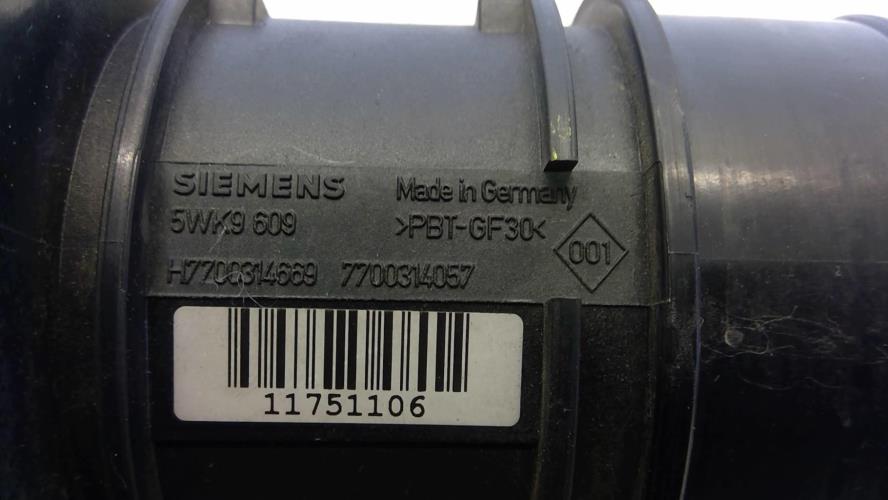 SIEMENS Made in Germany
5WK9 609 >PBT-GF30<
001
H7700314669 7700314057
11751106